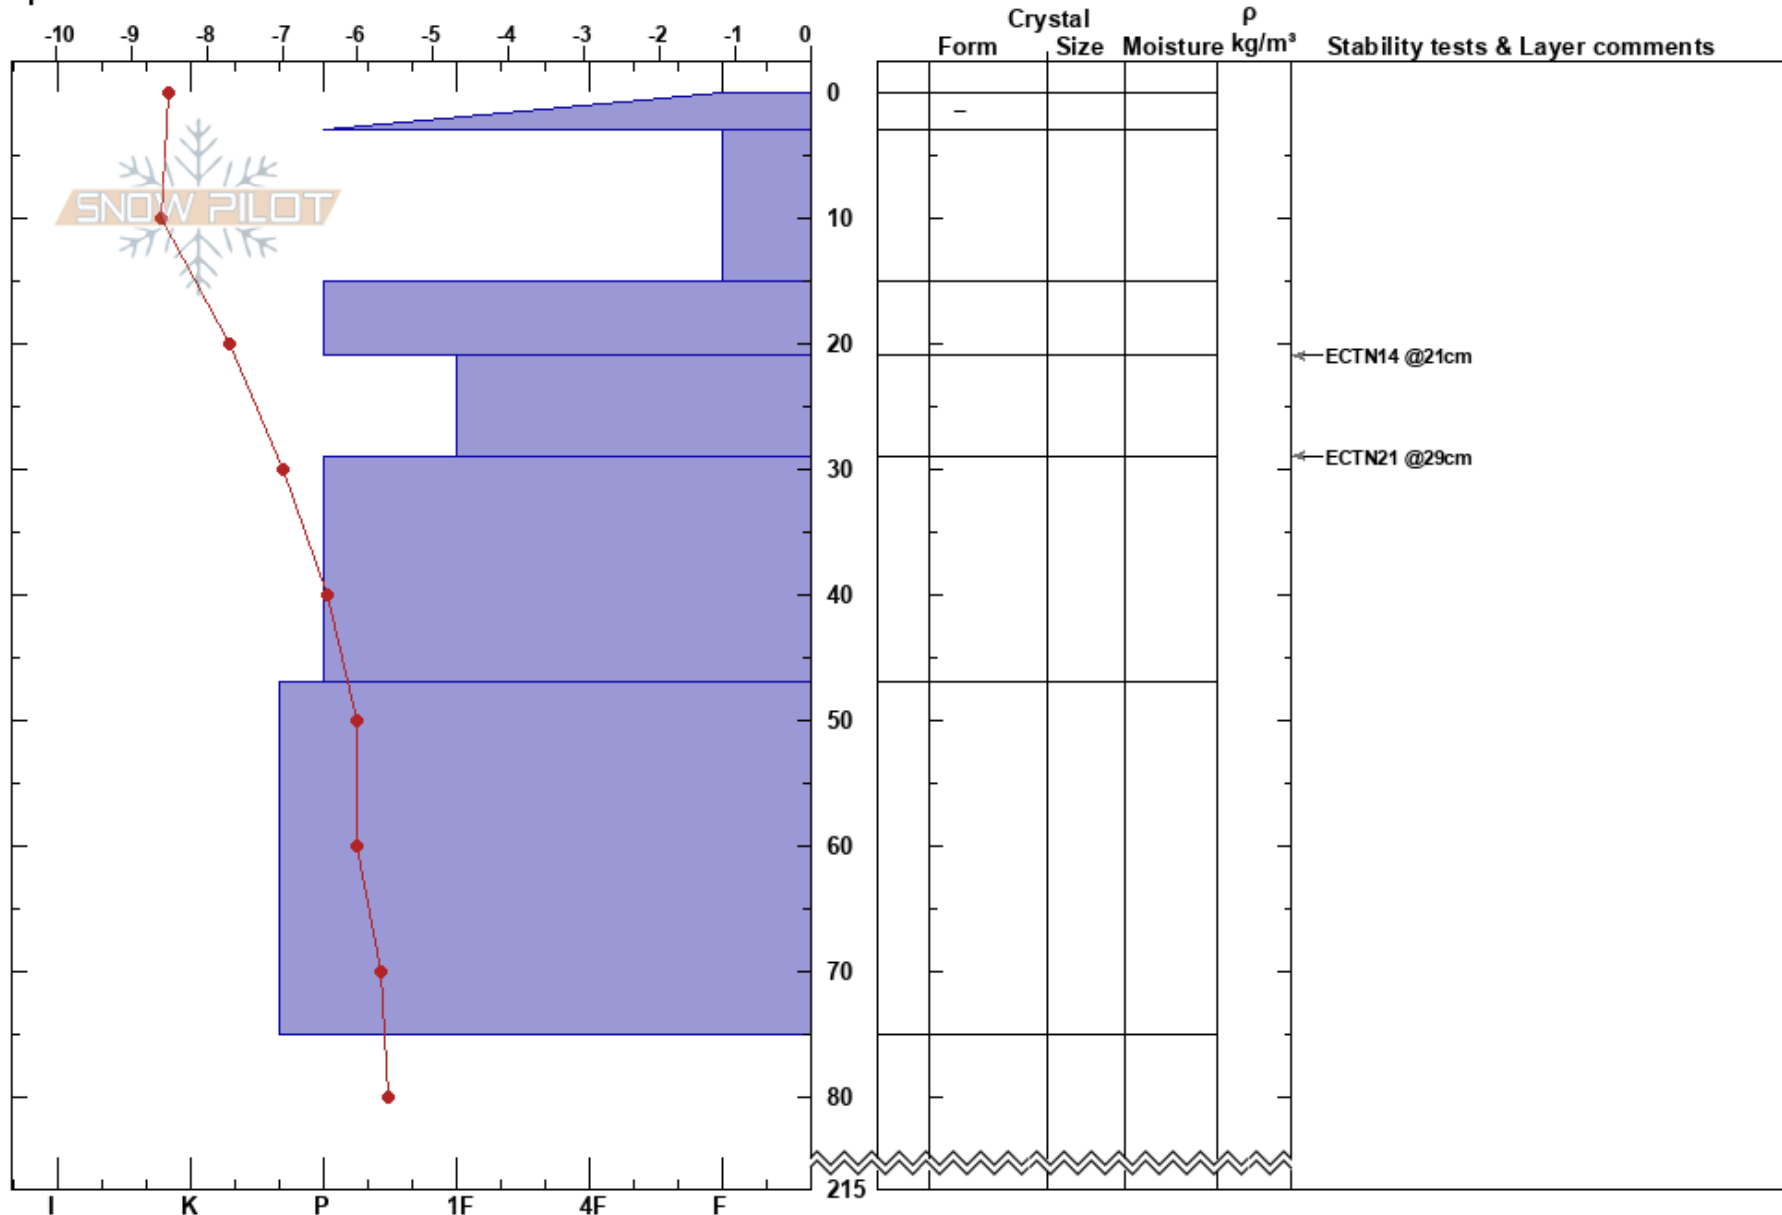 Crystal ρ
-10 -9 -8 -7 -6 -5 -4 -3 -2 -1 0 Form Size Moisture kg/m³ Stability tests & Layer comments
0
SNOW PILOT
10
20
ECTN14 @21cm
ECTN21 @29cm
30
40
50
60
70
80
215
I K P 1F 4F F